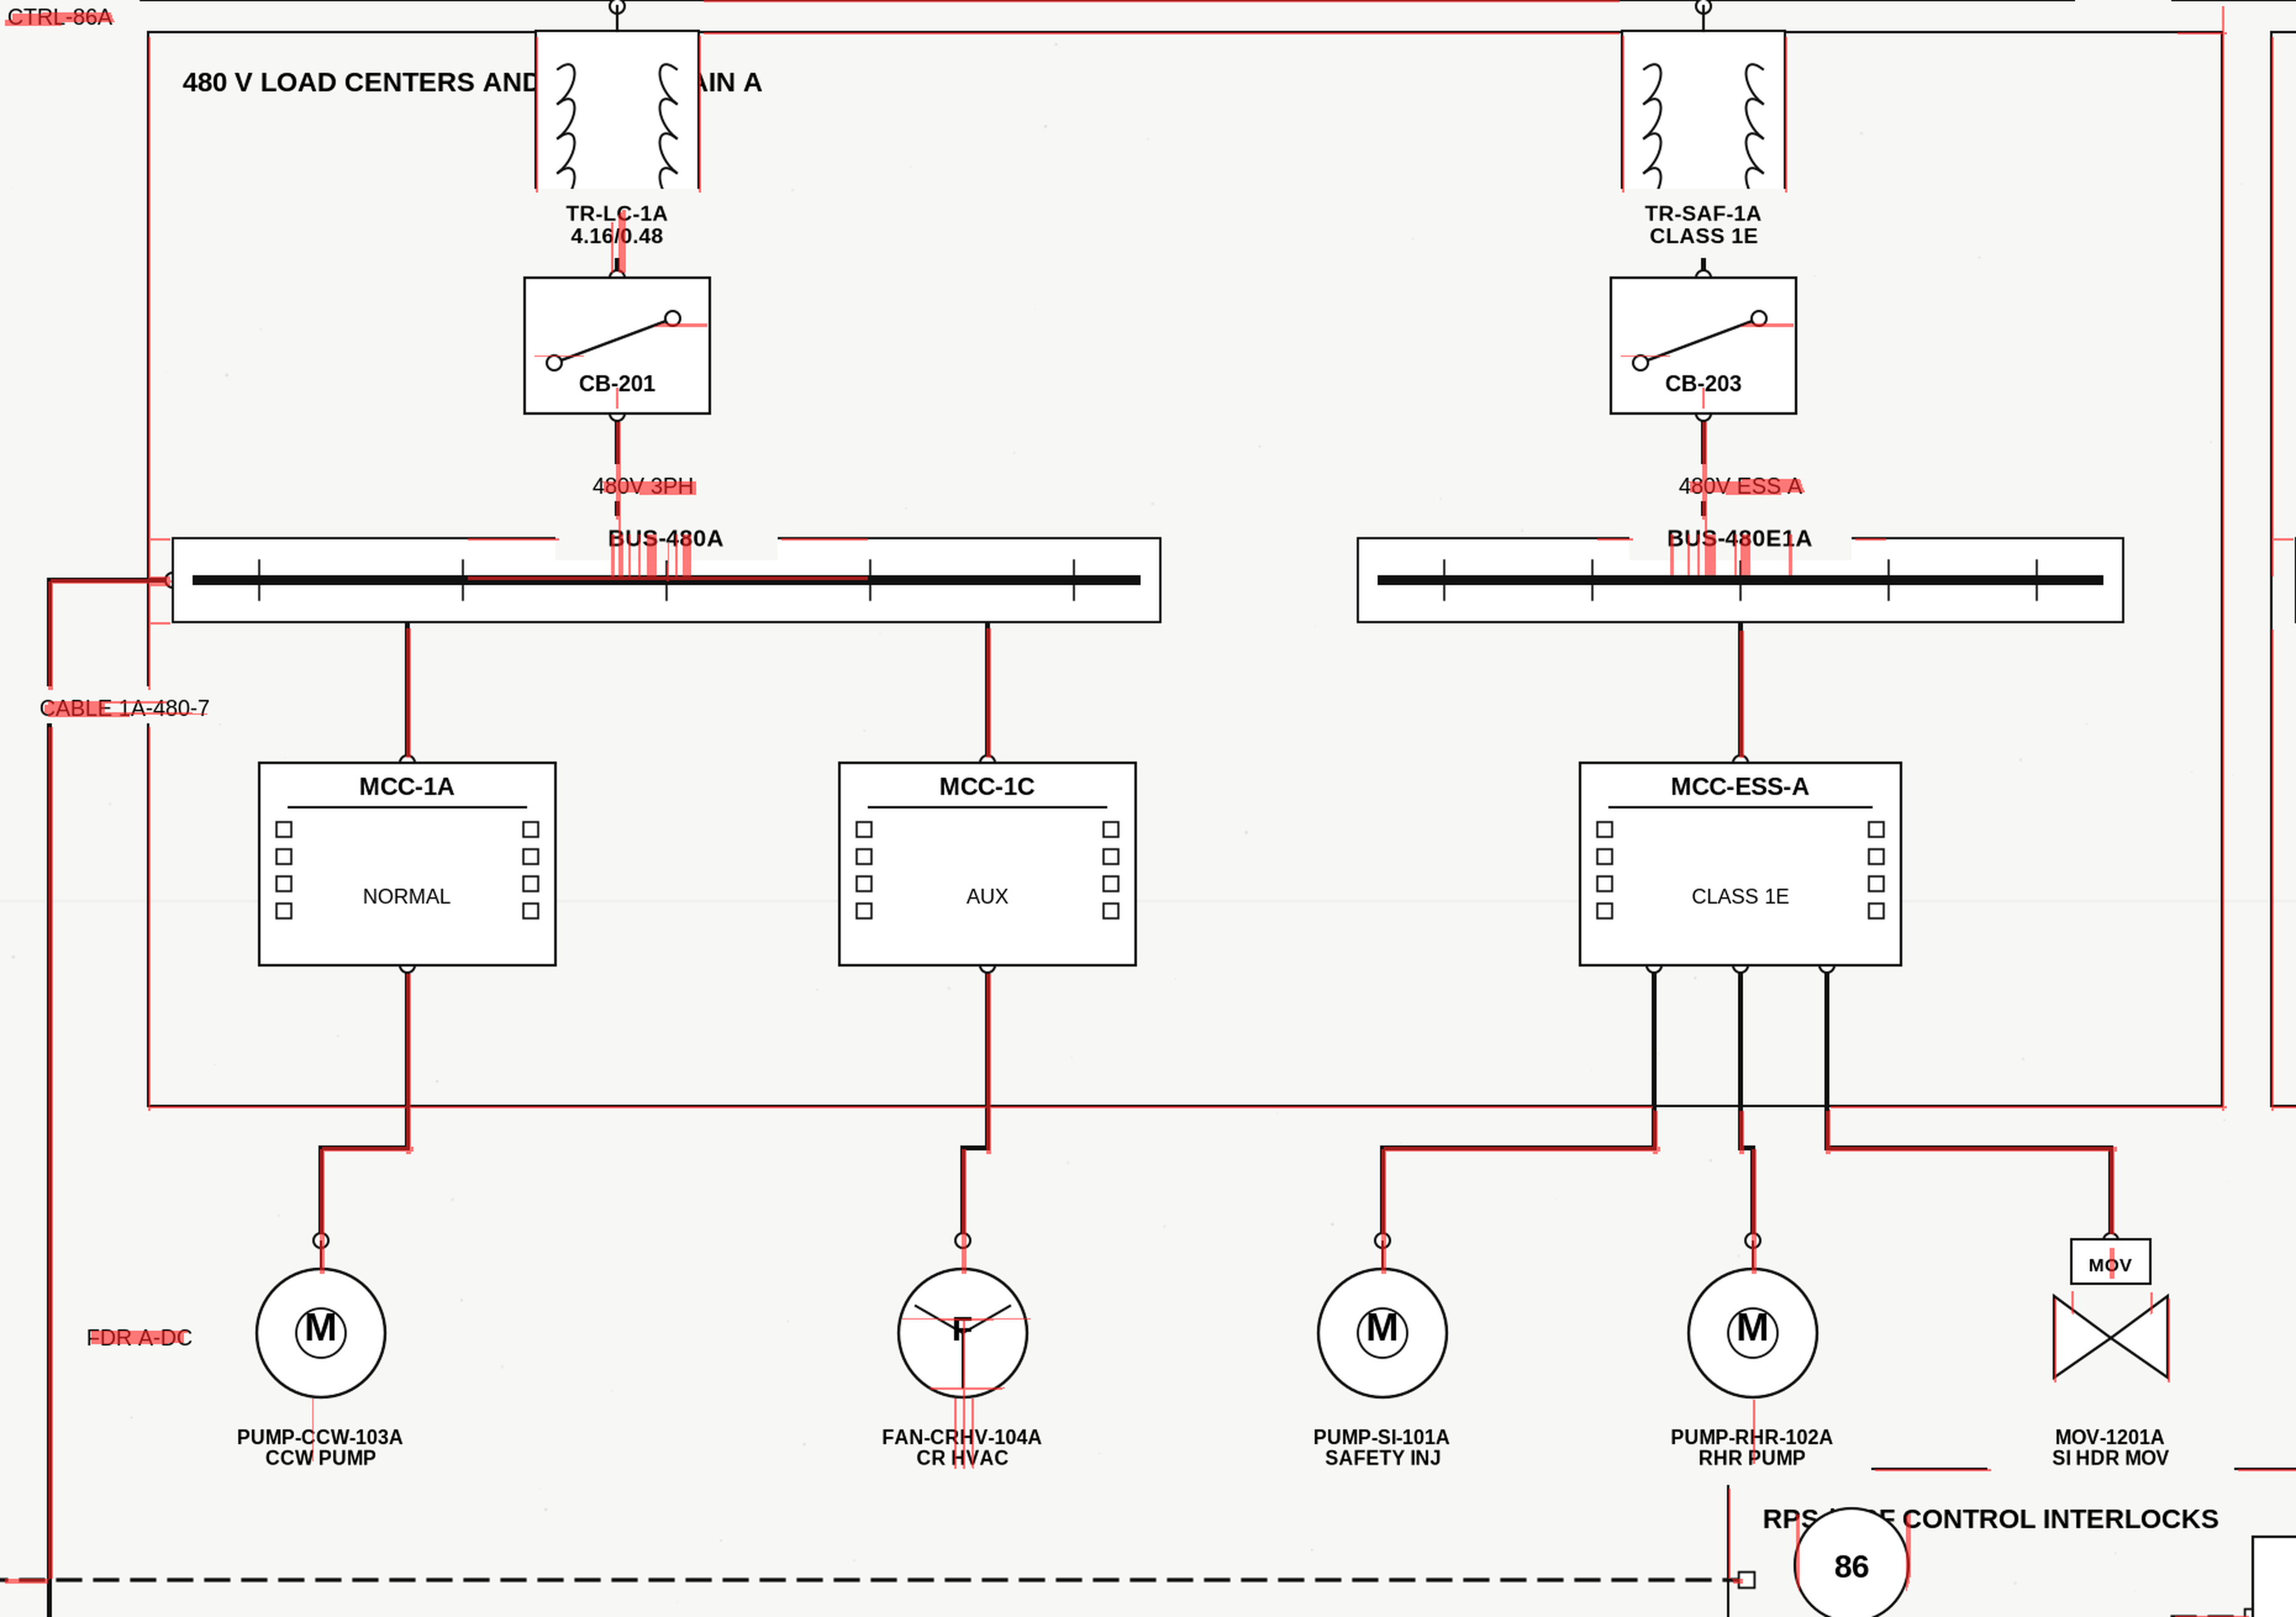 CTRL-86A
480 V LOAD CENTERS AND A
TR-LC-1A
4.16/0.48
TR-SAF-1A
CLASS 1E
CB-201
CB-203
480V 3PH
480V ESS A
BUS-480A
BUS-480E1A
CABLE 1A-480-7
MCC-1A
MCC-1C
MCC-ESS-A
NORMAL
AUX
CLASS 1E
M
F
M
M
MOV
FDR A-DC
PUMP-CCW-103A
CCW PUMP
FAN-CRHV-104A
CR HVAC
PUMP-SI-101A
SAFETY INJ
PUMP-RHR-102A
RHR PUMP
MOV-1201A
SI HDR MOV
RPS CONTROL INTERLOCKS
86